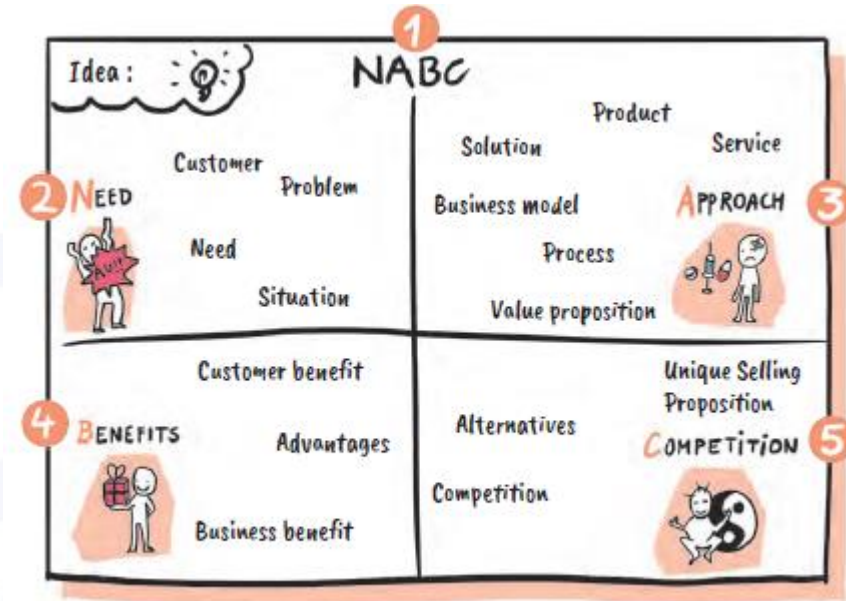 1
Idea :
NABC
2 NEED
Customer
Problem
Need
Situation
AUA!
Product
Solution
Service
Business model
APPROACH 3
Process
Value proposition
4 BENEFITS
Customer benefit
Advantages
Business benefit
Unique Selling
Proposition
Alternatives
COMPETITION 5
Competition